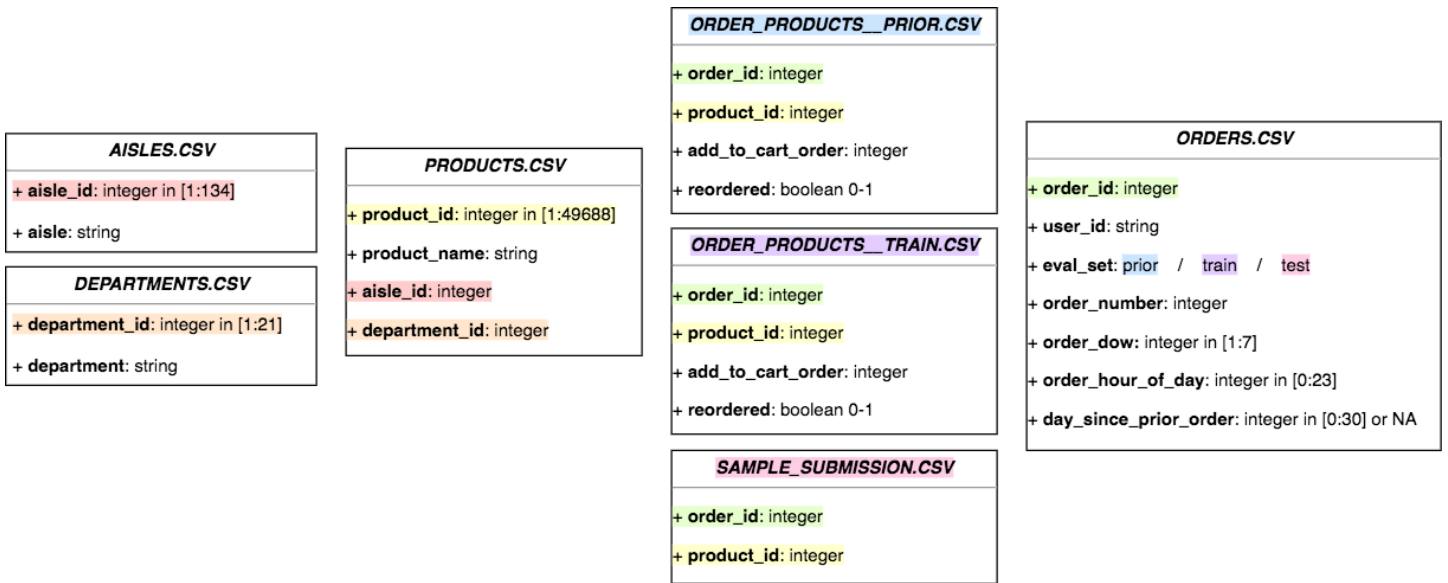 AISLES.CSV
+ aisle_id: integer in [1:134]
+ aisle: string
DEPARTMENTS.CSV
+ department_id: integer in [1:21]
+ department: string
PRODUCTS.CSV
+ product_id: integer in [1:49688]
+ product_name: string
+ aisle_id: integer
+ department_id: integer
ORDER_PRODUCTS__PRIOR.CSV
+ order_id: integer
+ product_id: integer
+ add_to_cart_order: integer
+ reordered: boolean 0-1
ORDER_PRODUCTS__TRAIN.CSV
+ order_id: integer
+ product_id: integer
+ add_to_cart_order: integer
+ reordered: boolean 0-1
SAMPLE_SUBMISSION.CSV
+ order_id: integer
+ product_id: integer
ORDERS.CSV
+ order_id: integer
+ user_id: string
+ eval_set: prior / train / test
+ order_number: integer
+ order_dow: integer in [1:7]
+ order_hour_of_day: integer in [0:23]
+ day_since_prior_order: integer in [0:30] or NA